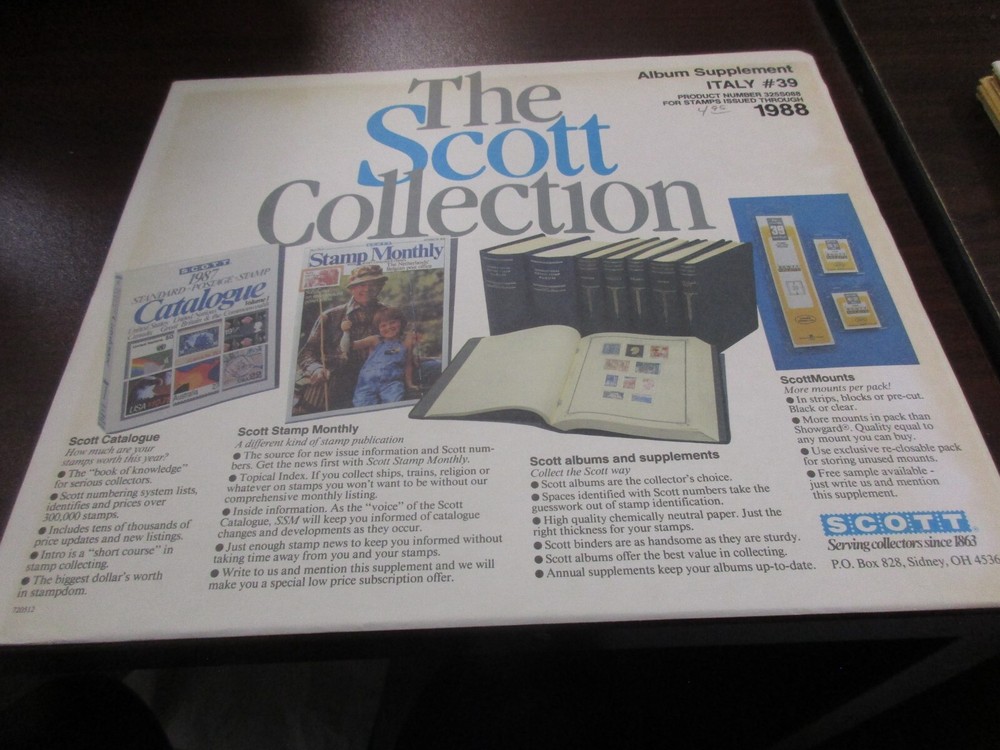 The
Scott
Collection
Album Supplement
ITALY #39
PRODUCT NUMBER 325S088
FOR STAMPS ISSUED THROUGH
1988
4 95
SCOTT
1987
STANDARD • POSTAGE • STAMP
Catalogue
Volume 1
USA
Stamp Monthly
39
Scott Catalogue
How much are your
stamps worth this year?
● The "book of knowledge"
for serious collectors.
● Scott numbering system lists,
identifies and prices over
300,000 stamps.
● Includes tens of thousands of
price updates and new listings.
● Intro is a "short course" in
stamp collecting.
● The biggest dollar's worth
in stampdom.
Scott Stamp Monthly
A different kind of stamp publication
● The source for new issue information and Scott num-
bers. Get the news first with Scott Stamp Monthly.
● Topical Index. If you collect ships, trains, religion or
whatever on stamps you won't want to be without our
comprehensive monthly listing.
● Inside information. As the "voice" of the Scott
Catalogue, SSM will keep you informed of catalogue
changes and developments as they occur.
● Just enough stamp news to keep you informed without
taking time away from you and your stamps.
● Write to us and mention this supplement and we will
make you a special low price subscription offer.
Scott albums and supplements
Collect the Scott way
● Scott albums are the collector's choice.
● Spaces identified with Scott numbers take the
guesswork out of stamp identification.
● High quality chemically neutral paper. Just the
right thickness for your stamps.
● Scott binders are as handsome as they are sturdy.
● Scott albums offer the best value in collecting.
● Annual supplements keep your albums up-to-date.
ScottMounts
More mounts per pack!
● In strips, blocks or pre-cut.
Black or clear.
● More mounts in pack than
Showgard®. Quality equal to
any mount you can buy.
● Use exclusive re-closable pack
for storing unused mounts.
● Free sample available -
just write us and mention
this supplement.
SCOTT
Serving collectors since 1863
P.O. Box 828, Sidney, OH 4536
720512